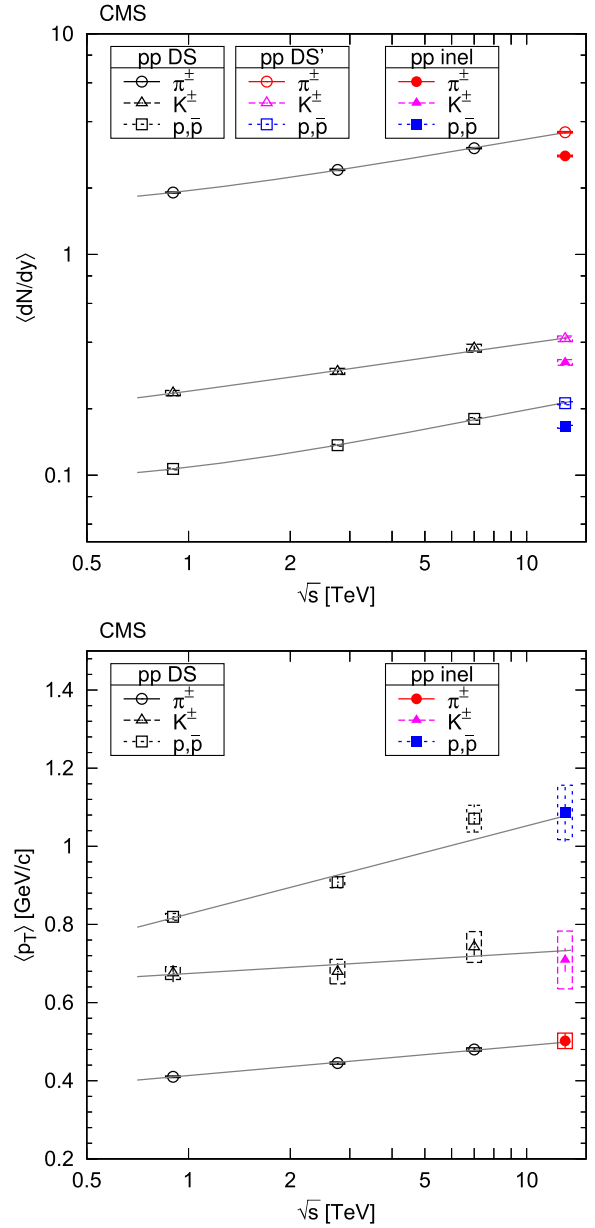 CMS
10
pp DS pp DS' pp inel
π± π± π±
K± K± K±
p,p̄ p,p̄ p,p̄
⟨dN/dy⟩
1
0.1
0.5 1 2 5 10
√s [TeV]
CMS
pp DS pp inel
1.4
π± π±
K± K±
p,p̄ p,p̄
1.2
1
⟨pT⟩ [GeV/c]
0.8
0.6
0.4
0.2
0.5 1 2 5 10
√s [TeV]